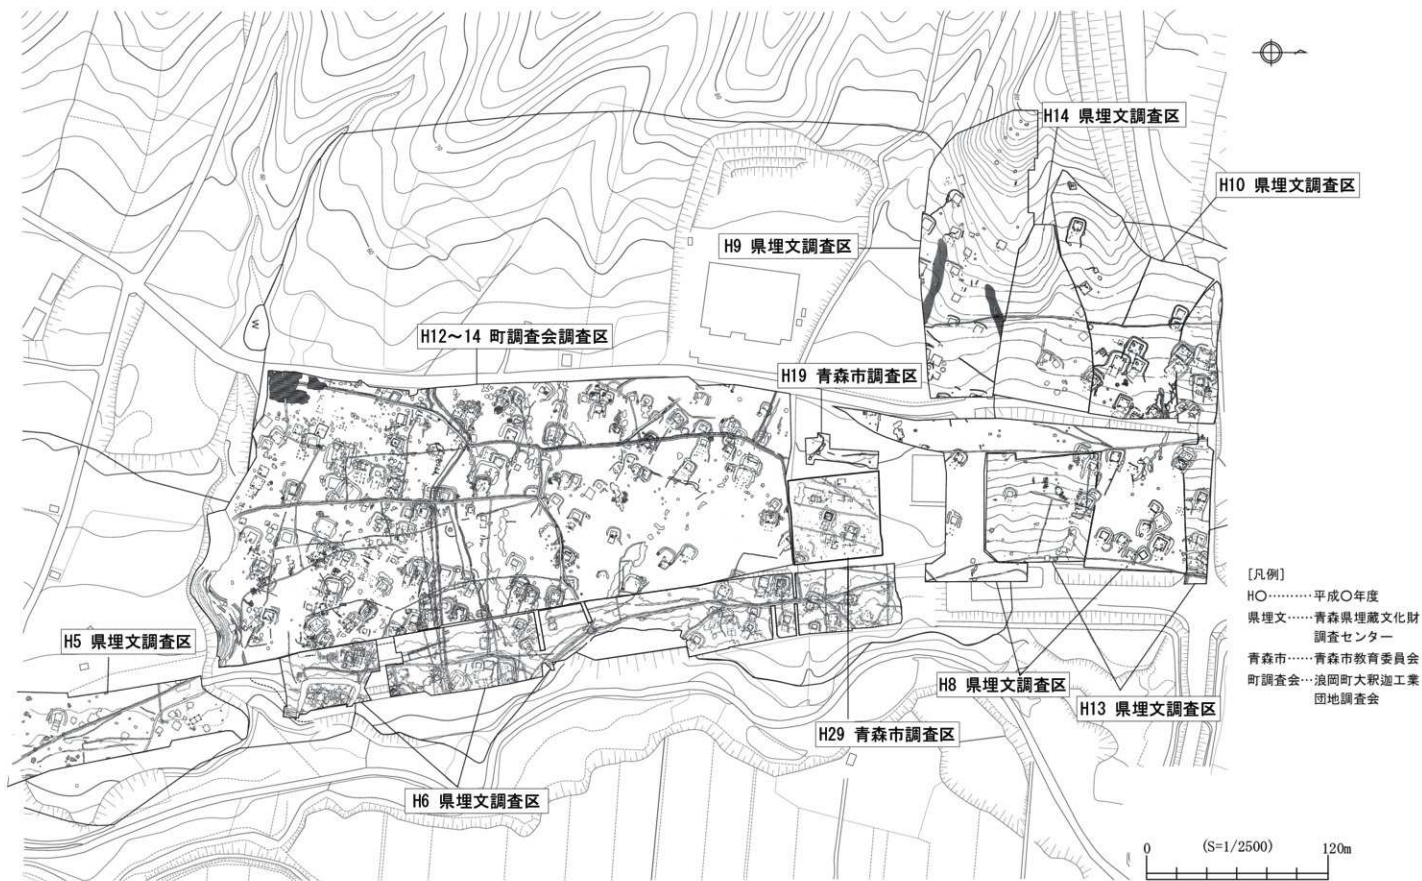 H14 県埋文調査区
H10 県埋文調査区
H9 県埋文調査区
H12～14 町調査会調査区
H19 青森市調査区
H5 県埋文調査区
H8 県埋文調査区
H13 県埋文調査区
H29 青森市調査区
H6 県埋文調査区
W
[凡例]
H○………平成○年度
県埋文……青森県埋蔵文化財
調査センター
青森市……青森市教育委員会
町調査会…浪岡町大釈迦工業
団地調査会
0 (S=1/2500) 120m